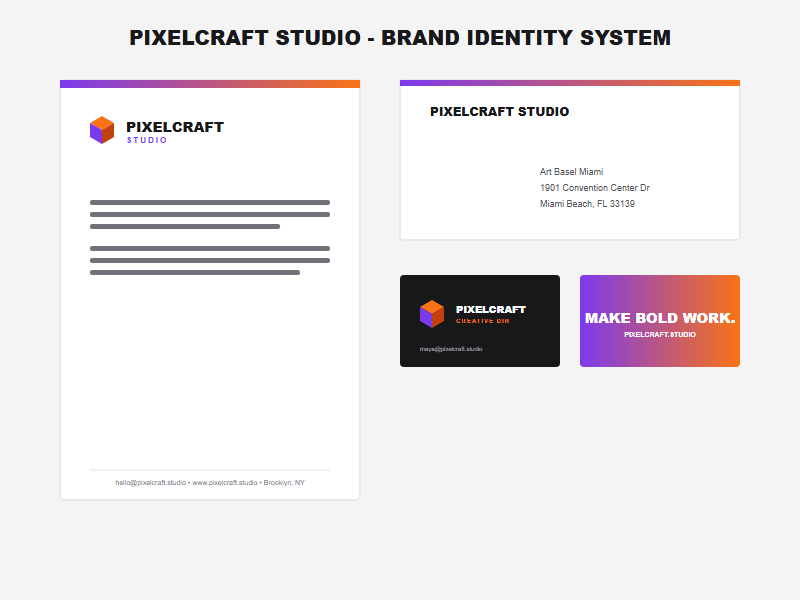 PIXELCRAFT STUDIO - BRAND IDENTITY SYSTEM
PIXELCRAFT
STUDIO
hello@pixelcraft.studio • www.pixelcraft.studio • Brooklyn, NY
PIXELCRAFT STUDIO
Art Basel Miami
1901 Convention Center Dr
Miami Beach, FL 33139
PIXELCRAFT
CREATIVE DIR
maya@pixelcraft.studio
MAKE BOLD WORK.
PIXELCRAFT.STUDIO